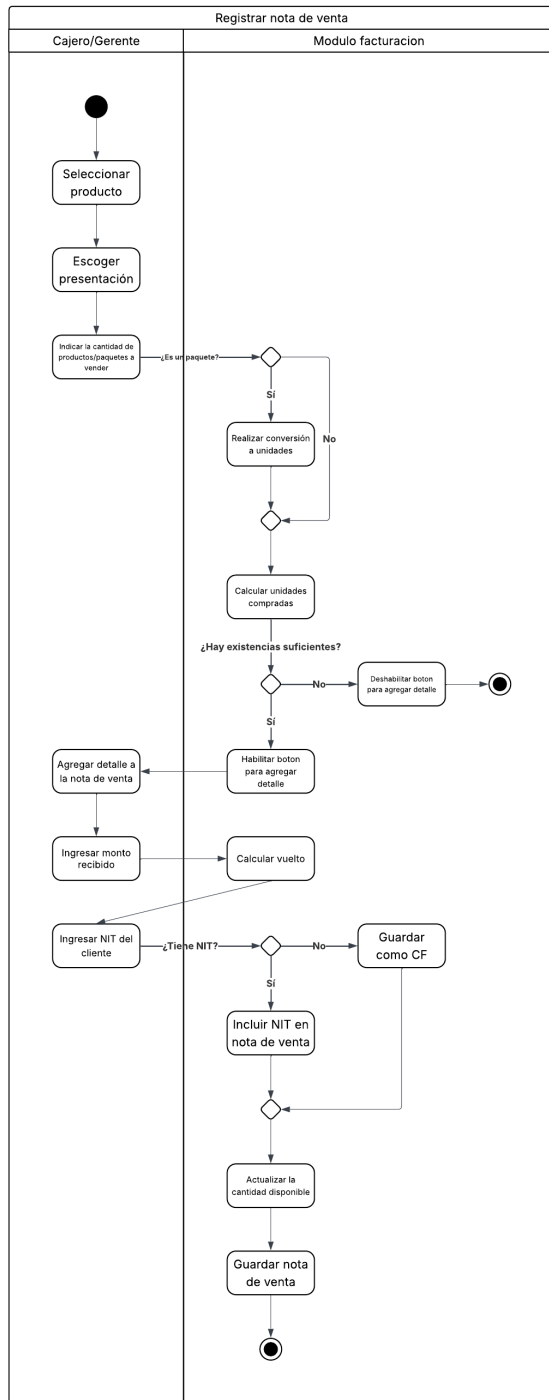 Registrar nota de venta
Cajero/Gerente
Modulo facturacion
Seleccionar
producto
Escoger
presentación
Indicar la cantidad de
productos/paquetes a
vender
¿Es un paquete?
Sí
No
Realizar conversión
a unidades
Calcular unidades
compradas
¿Hay existencias suficientes?
No
Deshabilitar boton
para agregar detalle
Sí
Habilitar boton
para agregar
detalle
Agregar detalle a
la nota de venta
Ingresar monto
recibido
Calcular vuelto
Ingresar NIT del
cliente
¿Tiene NIT?
No
Guardar
como CF
Sí
Incluir NIT en
nota de venta
Actualizar la
cantidad disponible
Guardar nota
de venta